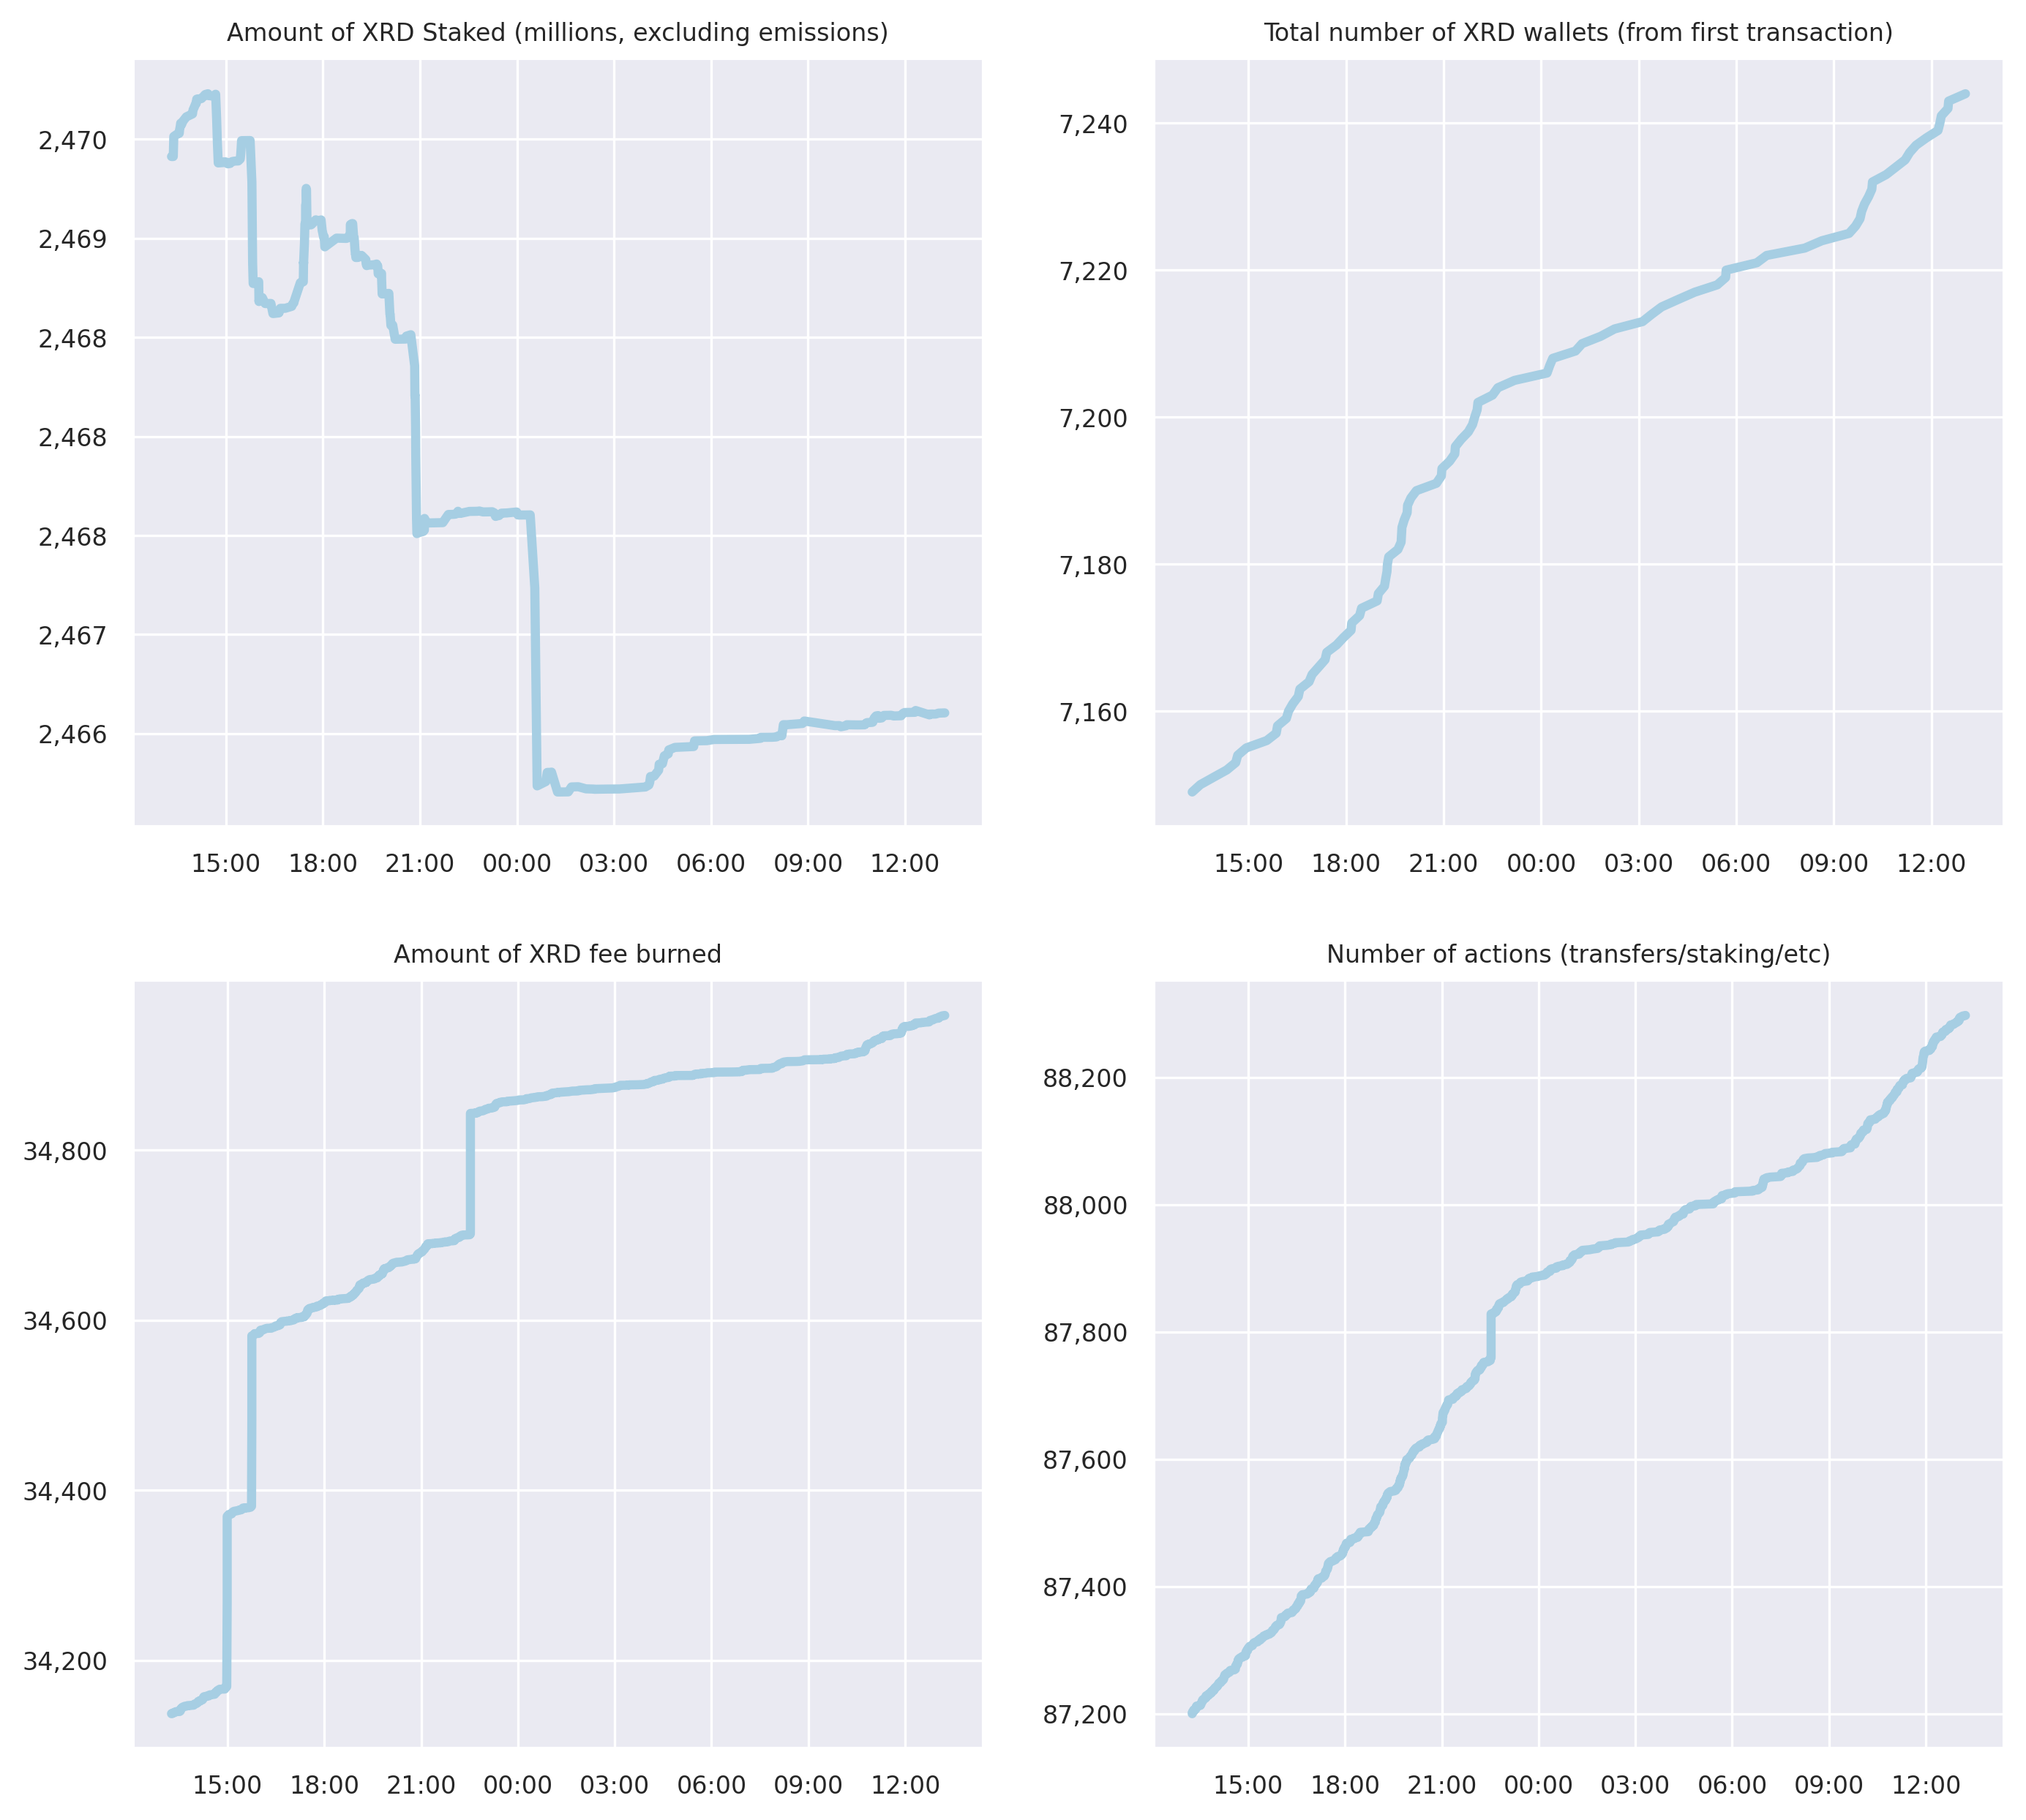 Amount of XRD Staked (millions, excluding emissions)
2,470
2,469
2,468
2,468
2,468
2,467
2,466
15:00 18:00 21:00 00:00 03:00 06:00 09:00 12:00
Total number of XRD wallets (from first transaction)
7,240
7,220
7,200
7,180
7,160
15:00 18:00 21:00 00:00 03:00 06:00 09:00 12:00
Amount of XRD fee burned
34,800
34,600
34,400
34,200
15:00 18:00 21:00 00:00 03:00 06:00 09:00 12:00
Number of actions (transfers/staking/etc)
88,200
88,000
87,800
87,600
87,400
87,200
15:00 18:00 21:00 00:00 03:00 06:00 09:00 12:00